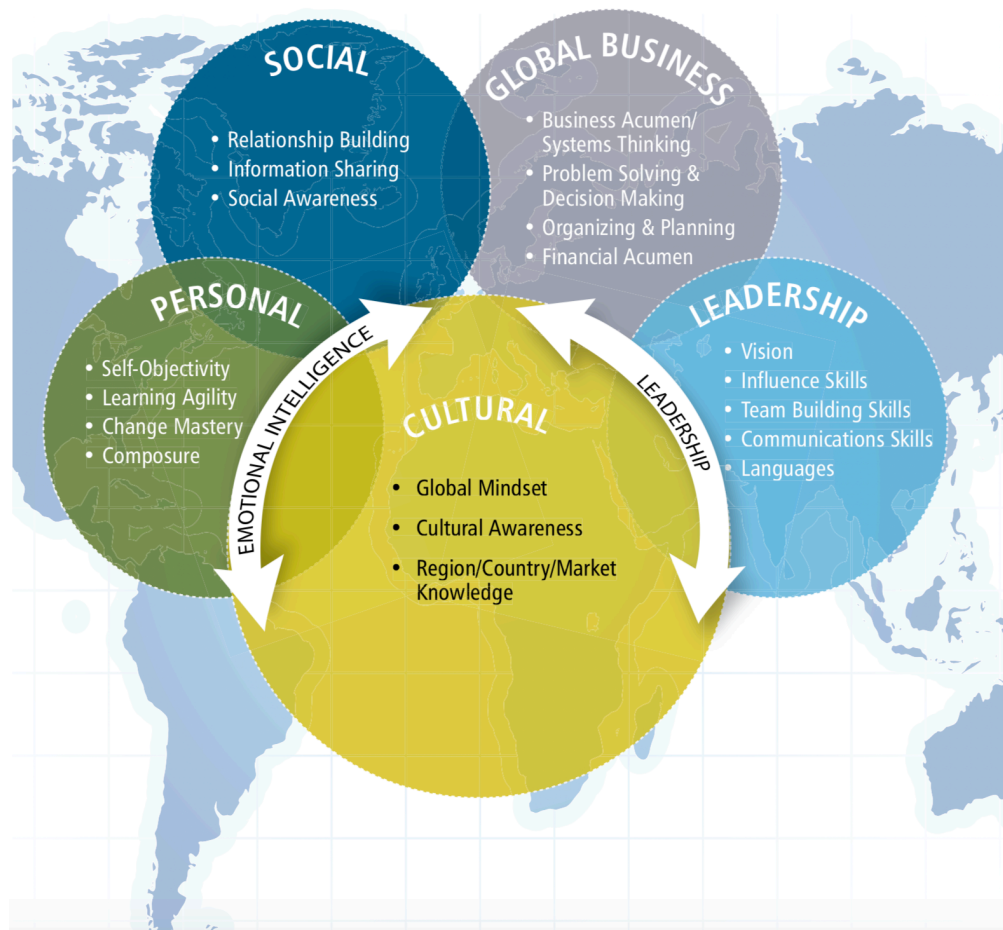 SOCIAL
• Relationship Building
• Information Sharing
• Social Awareness
GLOBAL BUSINESS
• Business Acumen/
Systems Thinking
• Problem Solving &
Decision Making
• Organizing & Planning
• Financial Acumen
PERSONAL
• Self-Objectivity
• Learning Agility
• Change Mastery
• Composure
EMOTIONAL INTELLIGENCE
CULTURAL
• Global Mindset
• Cultural Awareness
• Region/Country/Market
Knowledge
LEADERSHIP
LEADERSHIP
• Vision
• Influence Skills
• Team Building Skills
• Communications Skills
• Languages